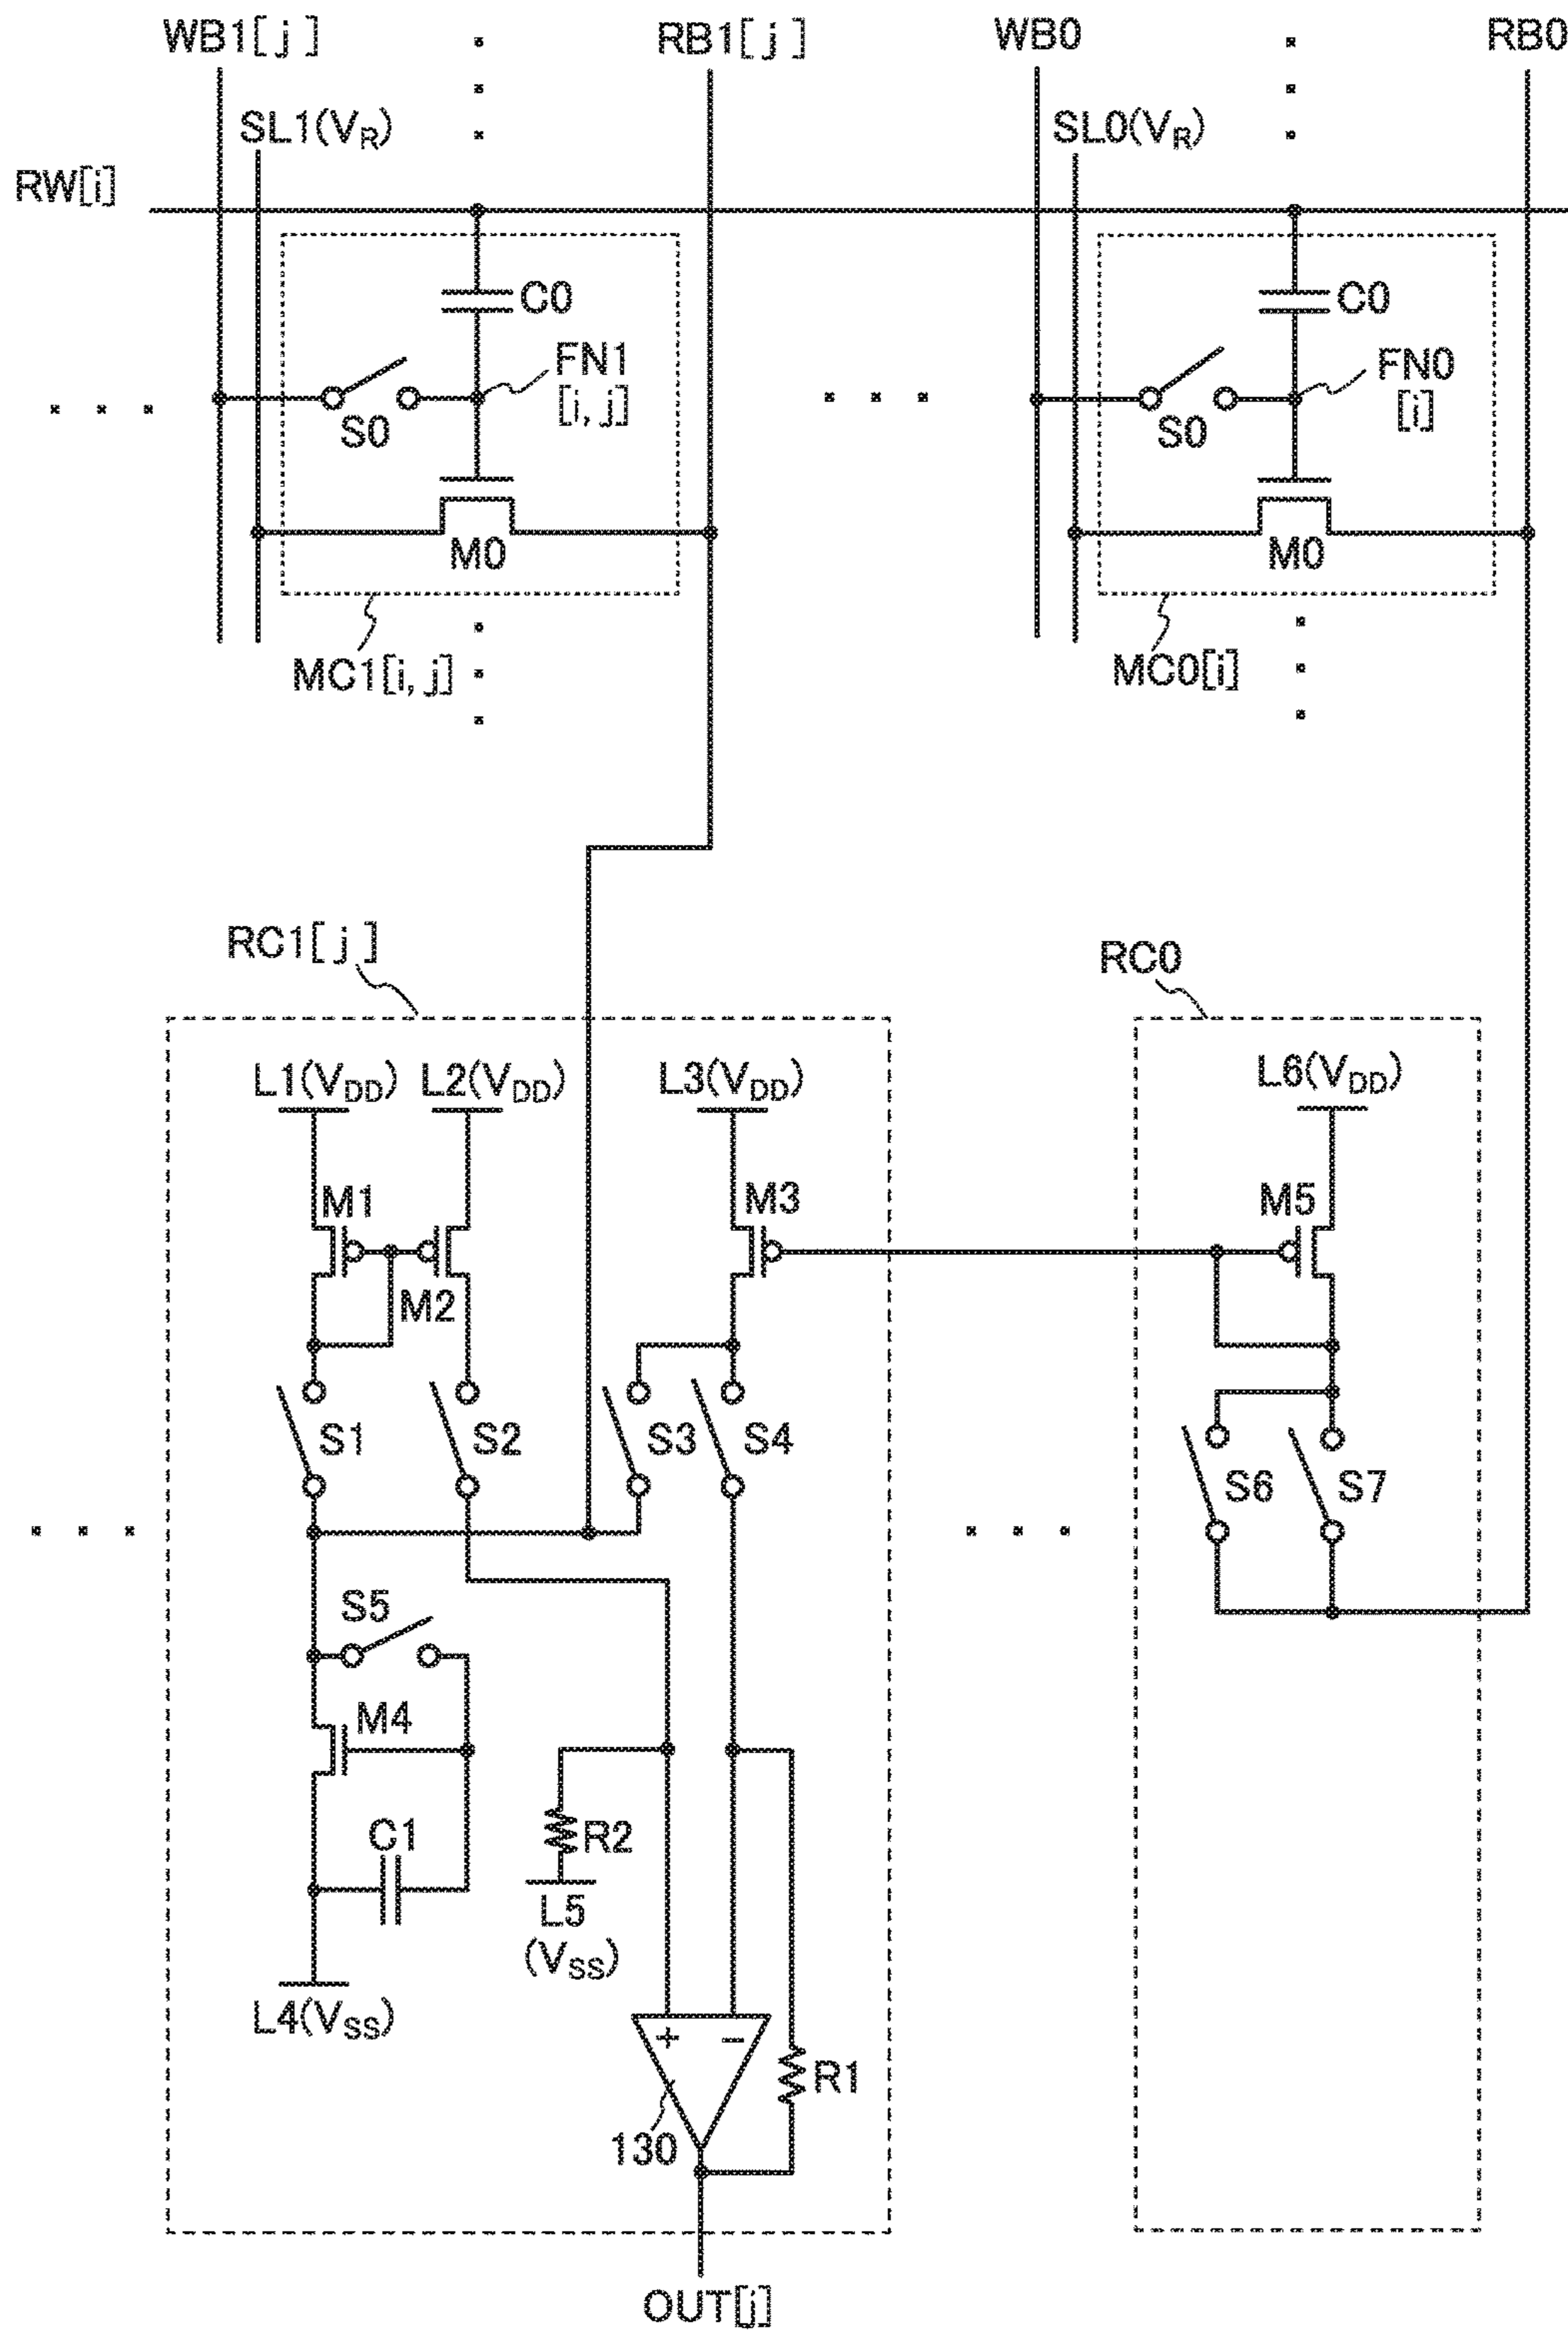 WB1[ j ]
RB1[ j ]
WB0
RB0
SL1(VR)
SL0(VR)
RW[i]
C0
C0
FN1
[i, j]
FN0
[i]
S0
S0
M0
M0
MC1[i, j]
MC0[i]
RC1[ j ]
RC0
L1(VDD)
L2(VDD)
L3(VDD)
L6(VDD)
M1
M3
M5
M2
S1
S2
S3
S4
S6
S7
S5
M4
C1
R2
L5
(VSS)
L4(VSS)
+
−
R1
130
OUT[j]